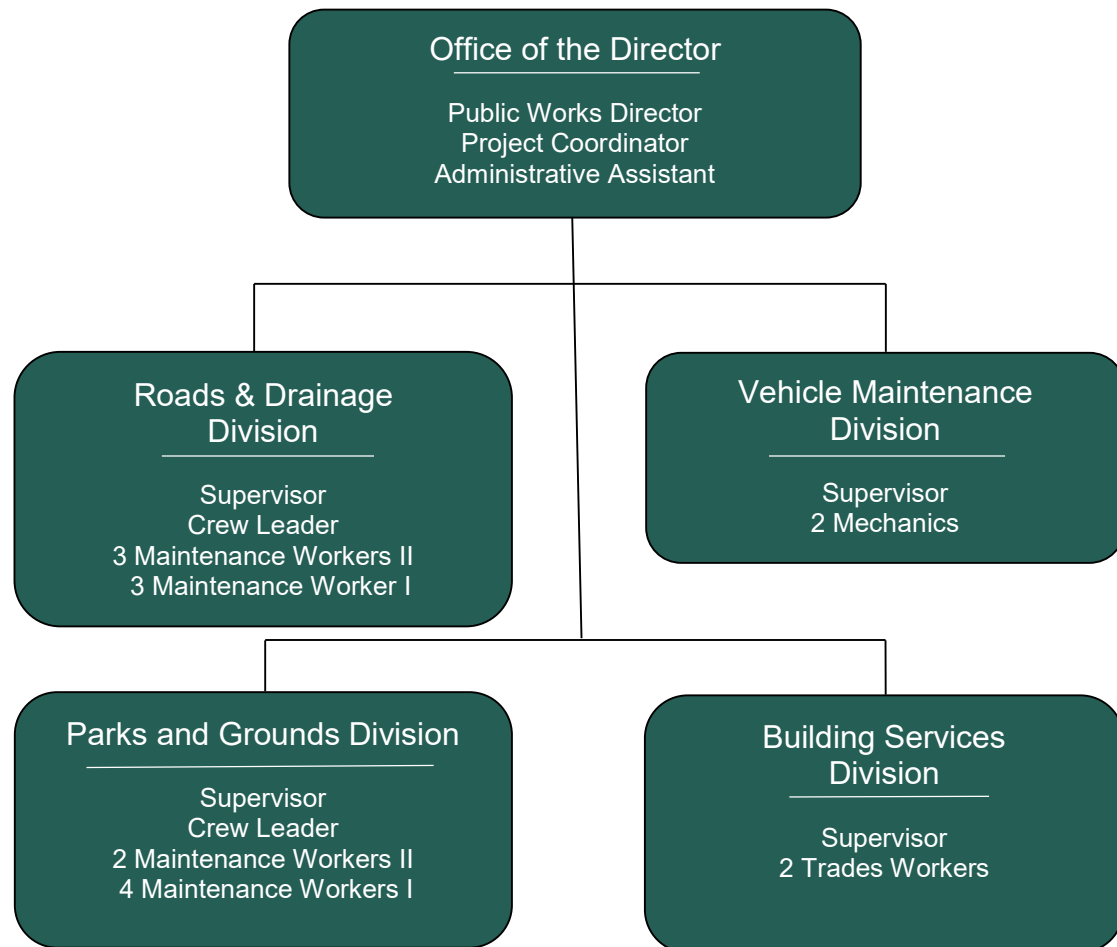 Office of the Director
Public Works Director
Project Coordinator
Administrative Assistant
Roads & Drainage
Division
Supervisor
Crew Leader
3 Maintenance Workers II
3 Maintenance Worker I
Vehicle Maintenance
Division
Supervisor
2 Mechanics
Parks and Grounds Division
Supervisor
Crew Leader
2 Maintenance Workers II
4 Maintenance Workers I
Building Services
Division
Supervisor
2 Trades Workers